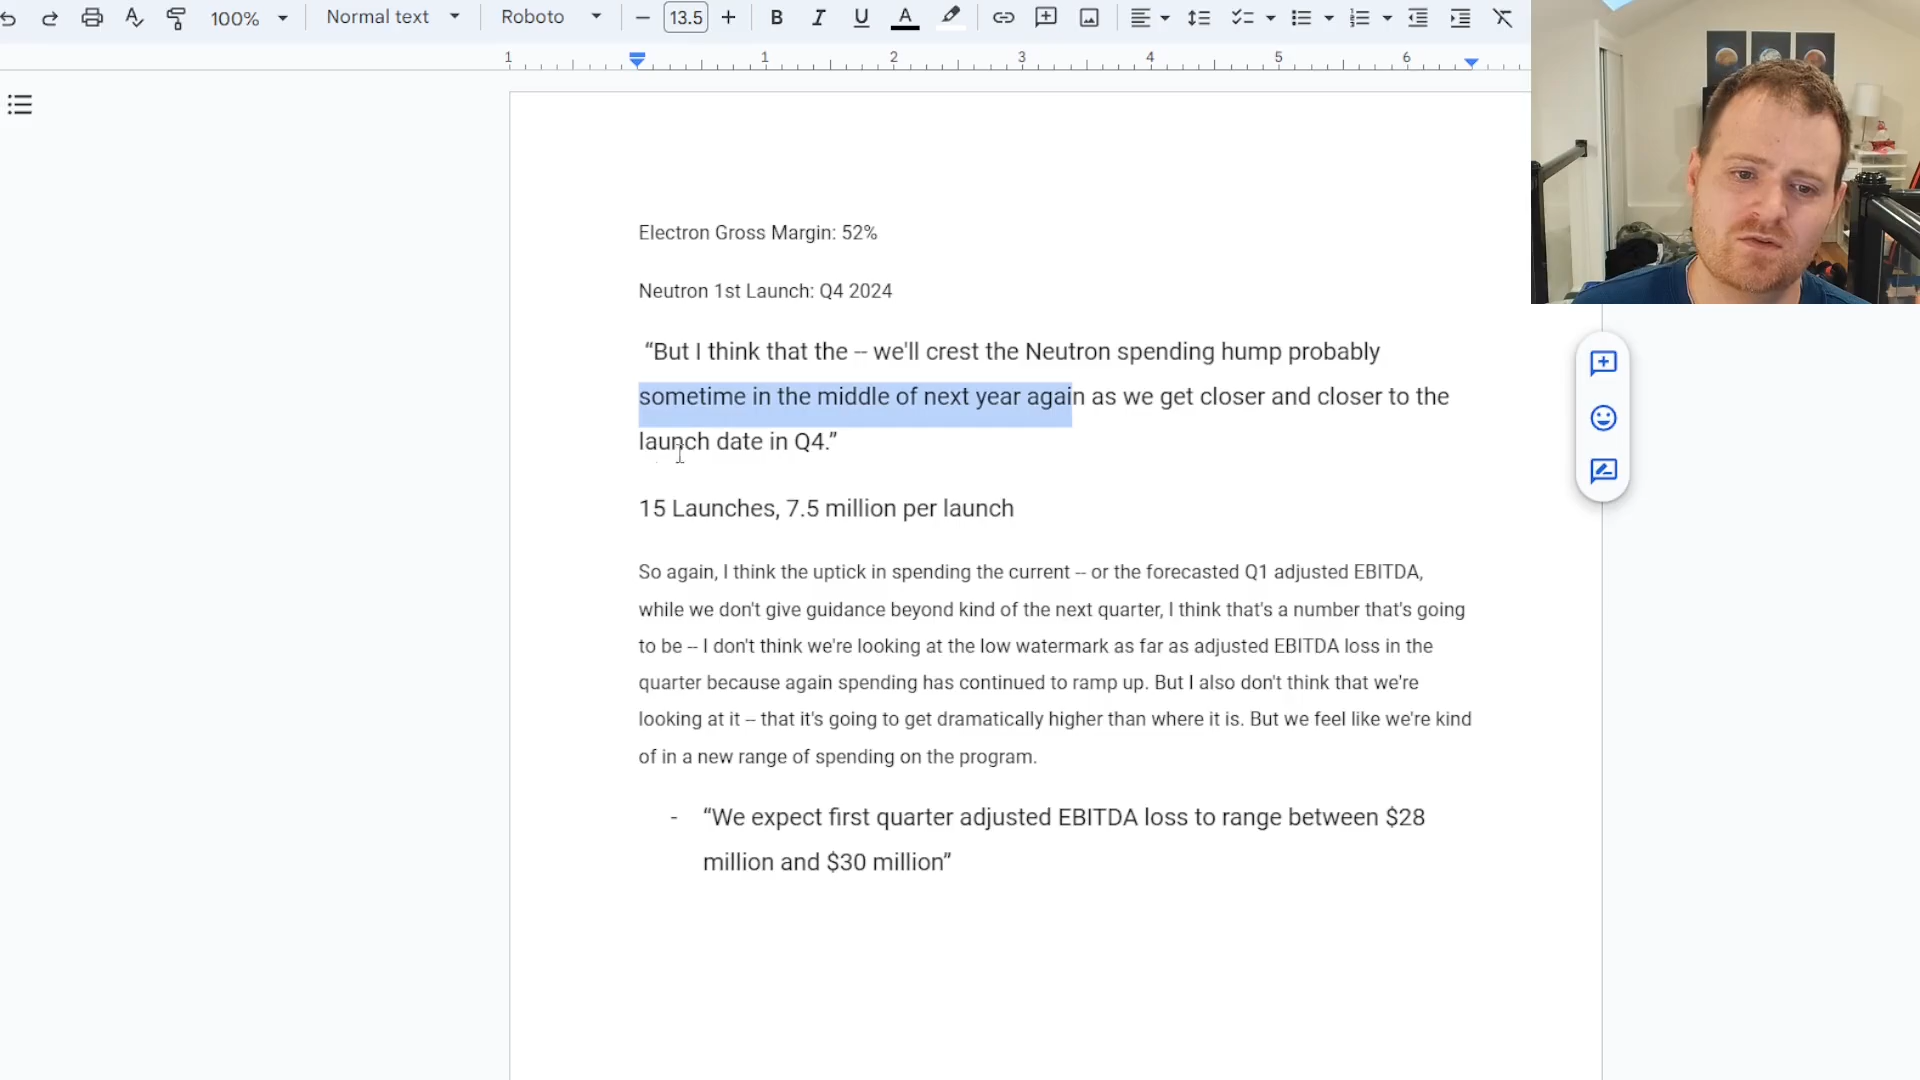 100%
Normal text
Roboto
13.5
B
I
U
A
1
1
2
3
4
5
6
Electron Gross Margin: 52%
Neutron 1st Launch: Q4 2024
“But I think that the -- we'll crest the Neutron spending hump probably
sometime in the middle of next year again as we get closer and closer to the
launch date in Q4.”
15 Launches, 7.5 million per launch
So again, I think the uptick in spending the current -- or the forecasted Q1 adjusted EBITDA,
while we don't give guidance beyond kind of the next quarter, I think that's a number that's going
to be -- I don't think we're looking at the low watermark as far as adjusted EBITDA loss in the
quarter because again spending has continued to ramp up. But I also don't think that we're
looking at it -- that it's going to get dramatically higher than where it is. But we feel like we're kind
of in a new range of spending on the program.
- “We expect first quarter adjusted EBITDA loss to range between $28
million and $30 million”